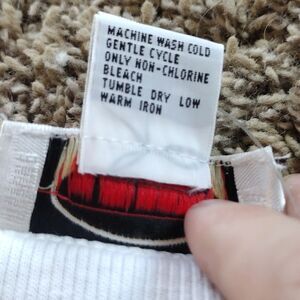 MACHINE WASH COLD
GENTLE CYCLE
ONLY NON-CHLORINE
BLEACH
TUMBLE DRY LOW
WARM IRON